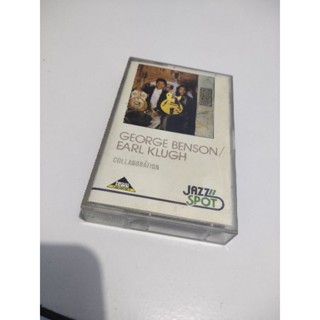 GEORGE BENSON/
EARL KLUGH
COLLABORATION
JAZZ
SPOT